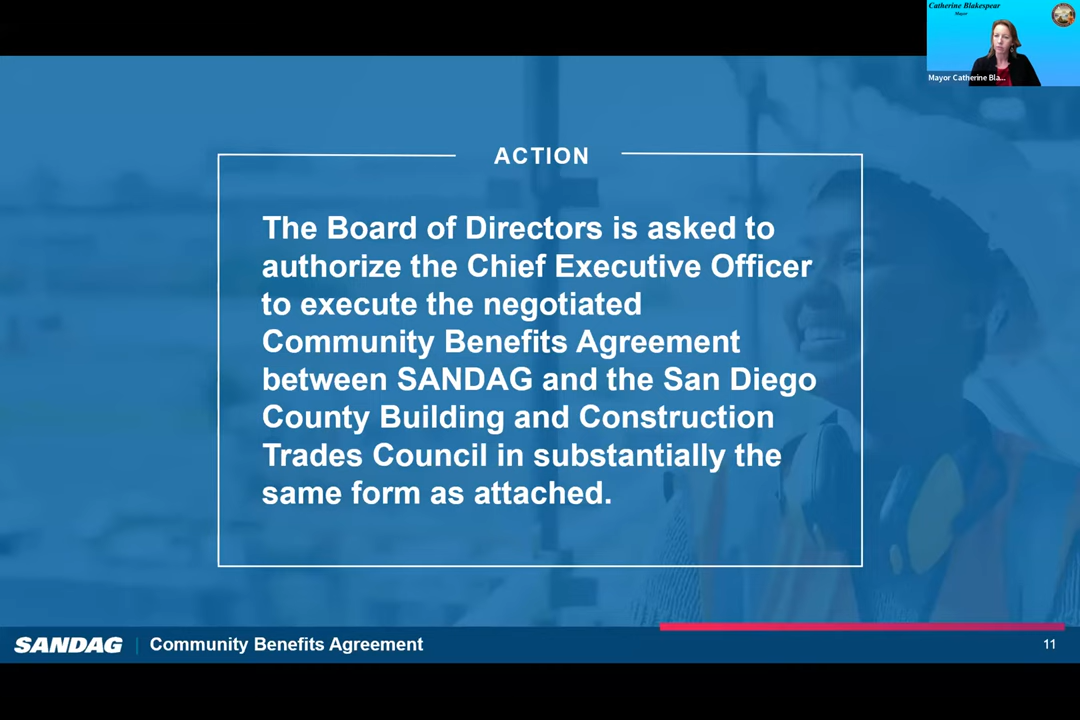 Catherine Blakespear
Mayor
Mayor Catherine Bla...
ACTION
The Board of Directors is asked to
authorize the Chief Executive Officer
to execute the negotiated
Community Benefits Agreement
between SANDAG and the San Diego
County Building and Construction
Trades Council in substantially the
same form as attached.
SANDAG | Community Benefits Agreement
11